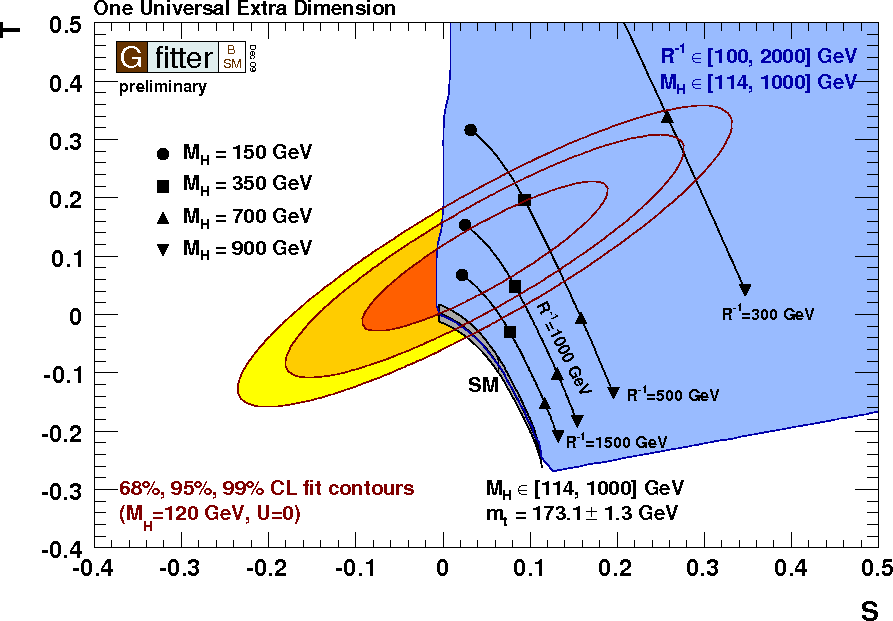 One Universal Extra Dimension
T
0.5
0.4
0.3
0.2
0.1
0
-0.1
-0.2
-0.3
-0.4
G fitter B SM
Dec 09
preliminary
R⁻¹ ∈ [100, 2000] GeV
M_H ∈ [114, 1000] GeV
M_H = 150 GeV
M_H = 350 GeV
M_H = 700 GeV
M_H = 900 GeV
R⁻¹=300 GeV
R⁻¹=1000 GeV
R⁻¹=500 GeV
SM
R⁻¹=1500 GeV
68%, 95%, 99% CL fit contours
(M_H=120 GeV, U=0)
M_H ∈ [114, 1000] GeV
m_t = 173.1 ± 1.3 GeV
-0.4 -0.3 -0.2 -0.1 0 0.1 0.2 0.3 0.4 0.5
S